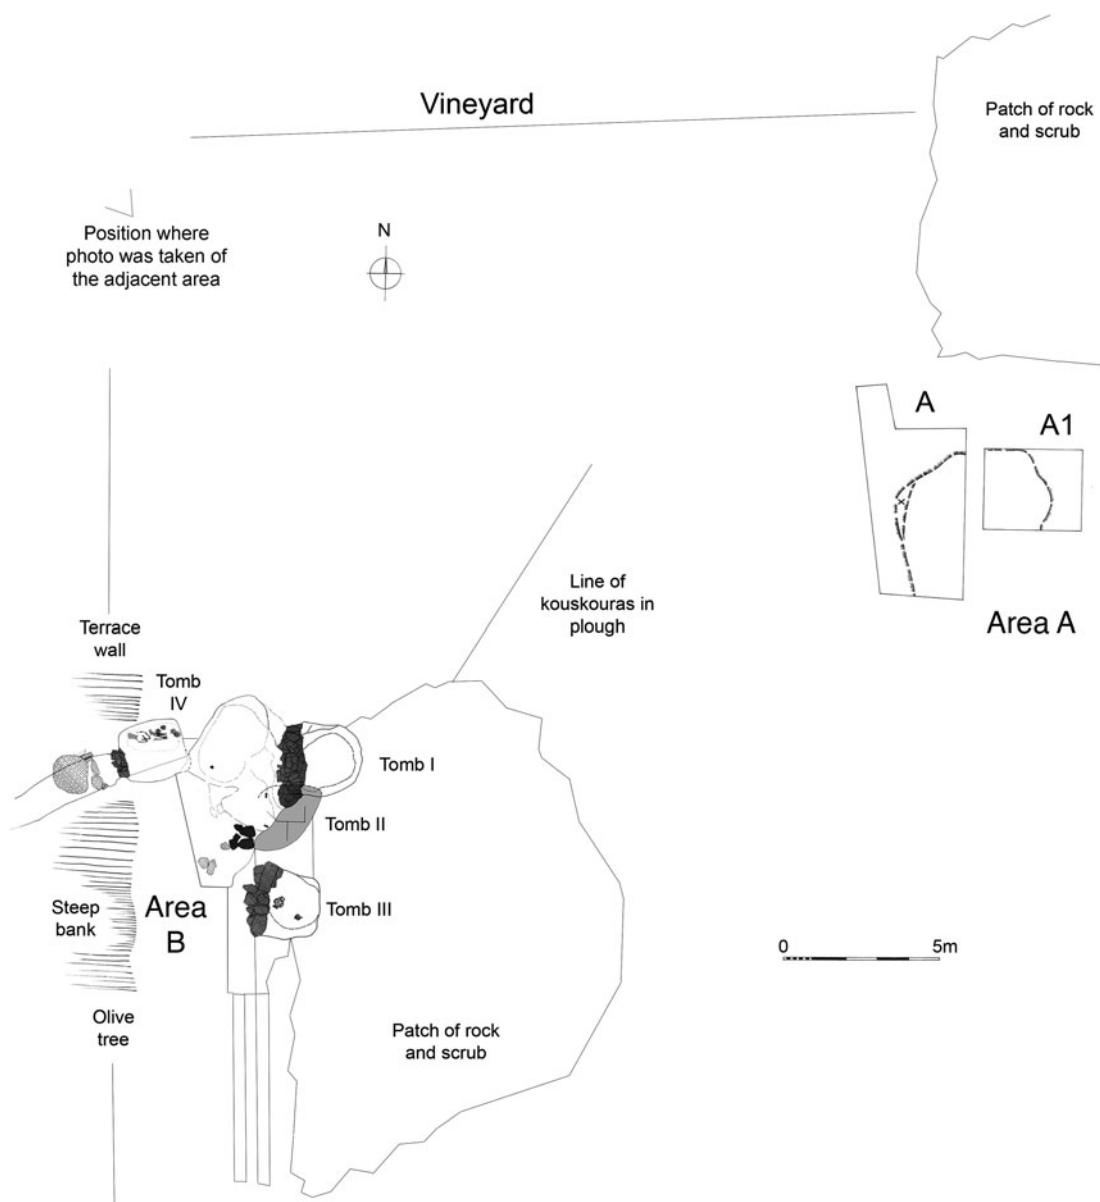 Vineyard
Patch of rock
and scrub
Position where
photo was taken of
the adjacent area
N
A
A1
Line of
kouskouras in
plough
Area A
Terrace
wall
Tomb
IV
Tomb I
Tomb II
Tomb III
Steep
bank
Area
B
0 5m
Olive
tree
Patch of rock
and scrub